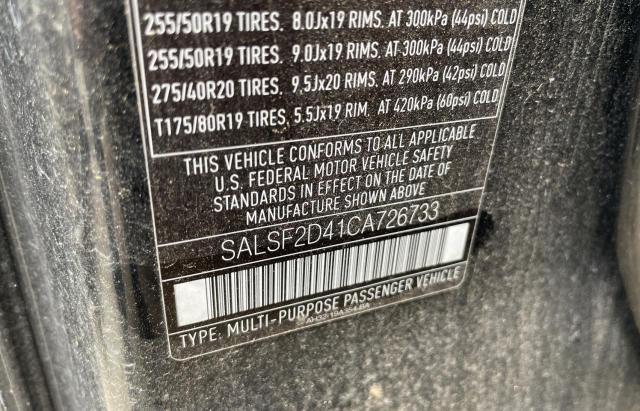 255/50R19 TIRES. 8.0Jx19 RIMS. AT 300kPa (44psi) COLD
255/50R19 TIRES. 9.0Jx19 RIMS. AT 300kPa (44psi) COLD
275/40R20 TIRES. 9.5Jx20 RIMS. AT 290kPa (42psi) COLD
T175/80R19 TIRES, 5.5Jx19 RIM. AT 420kPa (60psi) COLD
THIS VEHICLE CONFORMS TO ALL APPLICABLE
U.S. FEDERAL MOTOR VEHICLE SAFETY
STANDARDS IN EFFECT ON THE DATE OF
MANUFACTURE SHOWN ABOVE
SALSF2D41CA726733
TYPE: MULTI-PURPOSE PASSENGER VEHICLE